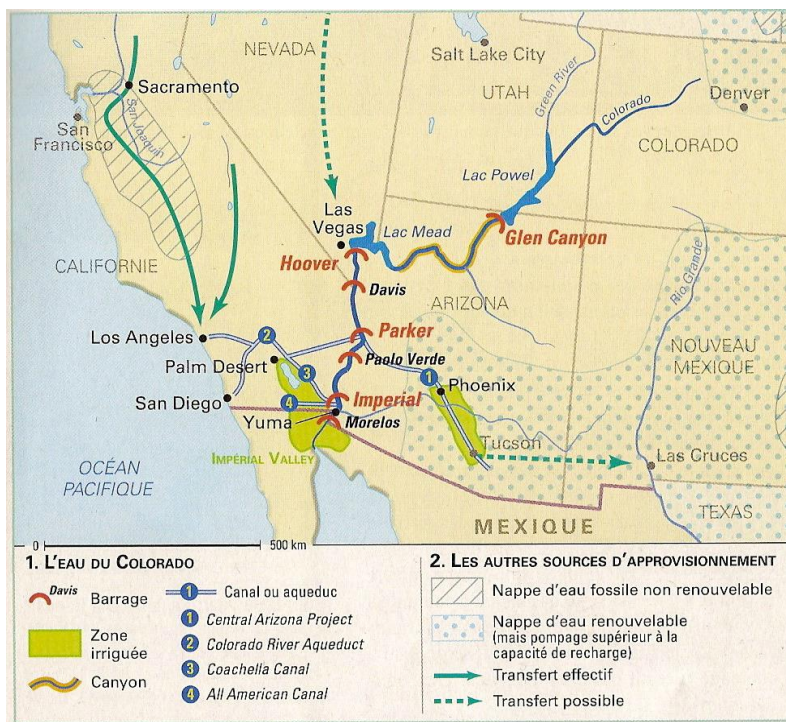 NEVADA
Salt Lake City
UTAH
Green River
Colorado
Denver
COLORADO
Sacramento
San Joaquin
San
Francisco
Lac Powel
Las
Vegas
Lac Mead
Glen Canyon
Hoover
CALIFORNIE
Davis
ARIZONA
Rio Grande
Los Angeles
2
Parker
NOUVEAU
MEXIQUE
Palm Desert
3
Paolo Verde
1
Phoenix
San Diego
4
Imperial
Yuma
Morelos
Tucson
IMPÉRIAL VALLEY
Las Cruces
OCÉAN
PACIFIQUE
TEXAS
MEXIQUE
0 500 km
1. L'EAU DU COLORADO
Davis
Barrage
Zone
irriguée
Canyon
1 Canal ou aqueduc
1 Central Arizona Project
2 Colorado River Aqueduct
3 Coachella Canal
4 All American Canal
2. LES AUTRES SOURCES D'APPROVISIONNEMENT
Nappe d'eau fossile non renouvelable
Nappe d'eau renouvelable
(mais pompage supérieur à la
capacité de recharge)
Transfert effectif
Transfert possible